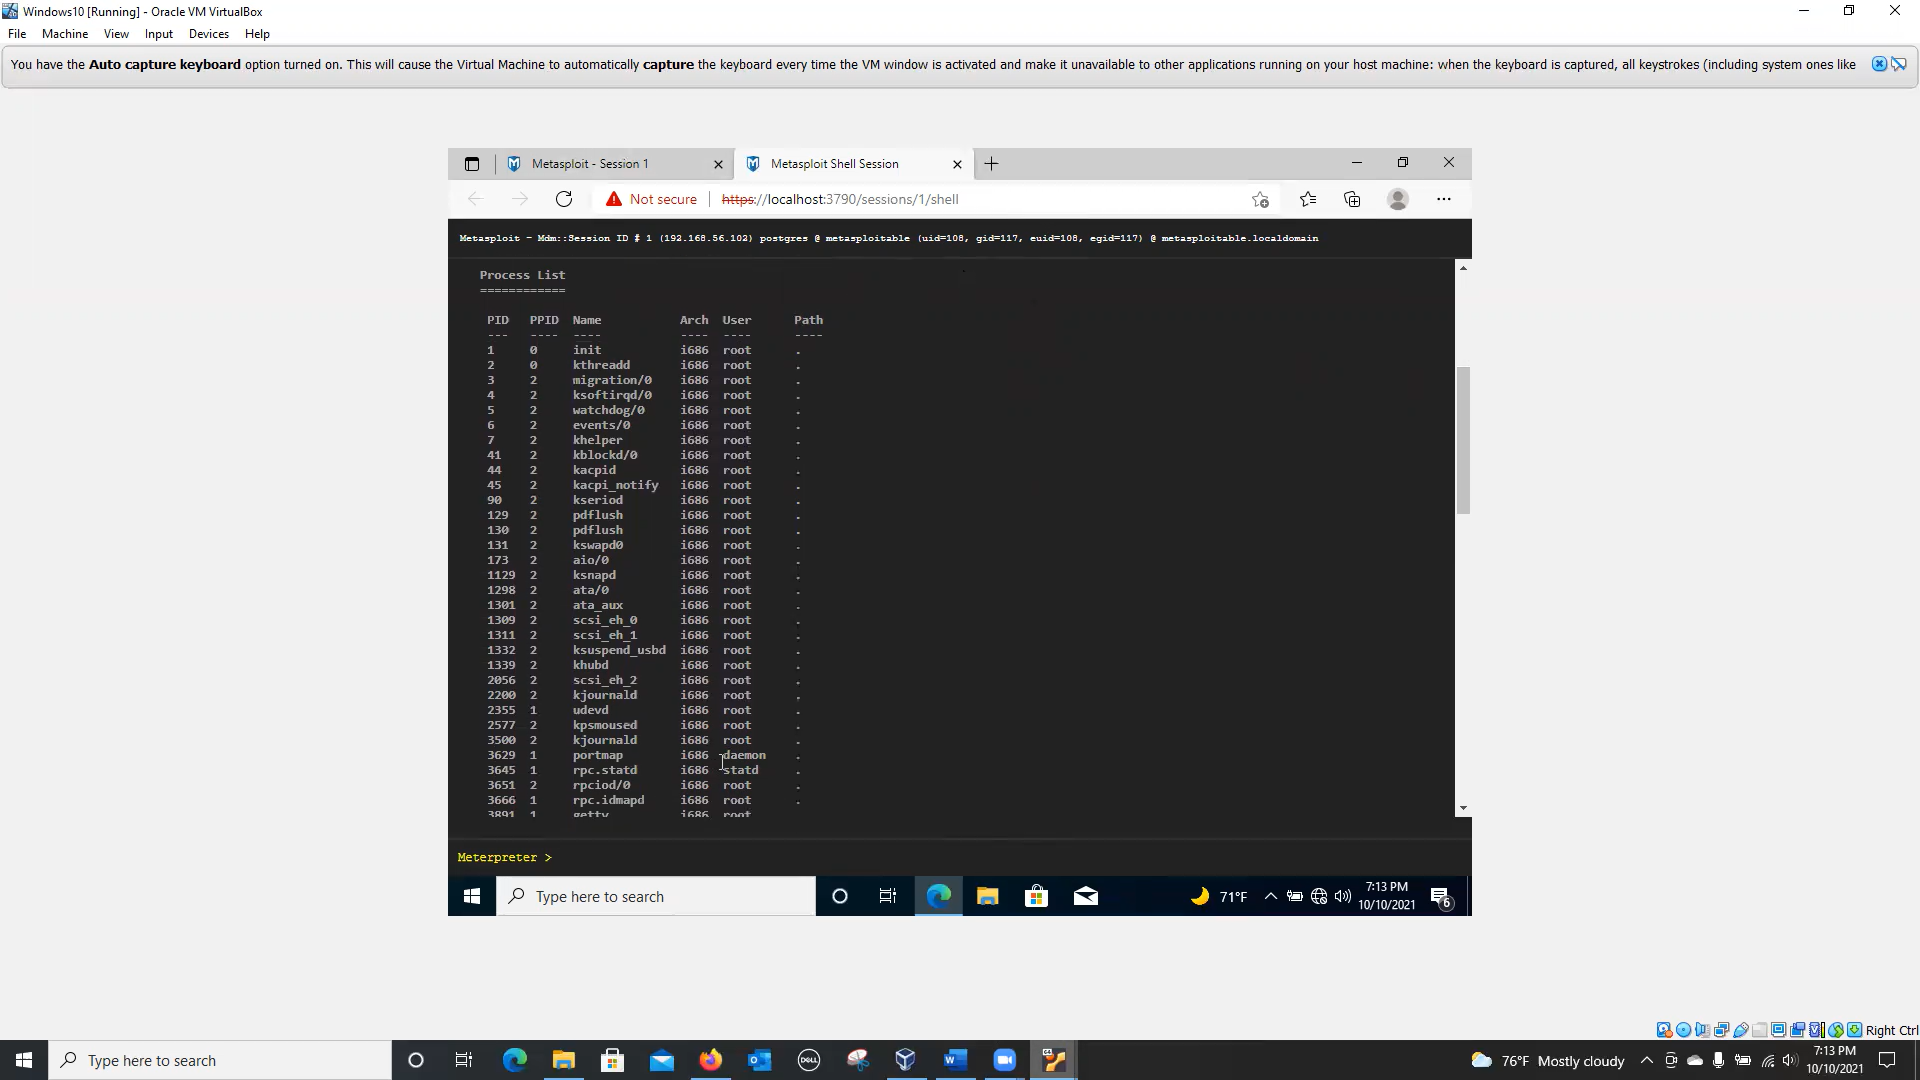 Windows10 [Running] - Oracle VM VirtualBox
File Machine View Input Devices Help
You have the Auto capture keyboard option turned on. This will cause the Virtual Machine to automatically capture the keyboard every time the VM window is activated and make it unavailable to other applications running on your host machine: when the keyboard is captured, all keystrokes (including system ones like
Metasploit - Session 1 Metasploit Shell Session
Not secure https://localhost:3790/sessions/1/shell
Metasploit - Mdm::Session ID # 1 (192.168.56.102) postgres @ metasploitable (uid=108, gid=117, euid=108, egid=117) @ metasploitable.localdomain
Process List
============
PID PPID Name Arch User Path
--- ---- ---- ---- ---- ----
1 0 init i686 root .
2 0 kthreadd i686 root .
3 2 migration/0 i686 root .
4 2 ksoftirqd/0 i686 root .
5 2 watchdog/0 i686 root .
6 2 events/0 i686 root .
7 2 khelper i686 root .
41 2 kblockd/0 i686 root .
44 2 kacpid i686 root .
45 2 kacpi_notify i686 root .
90 2 kseriod i686 root .
129 2 pdflush i686 root .
130 2 pdflush i686 root .
131 2 kswapd0 i686 root .
173 2 aio/0 i686 root .
1129 2 ksnapd i686 root .
1298 2 ata/0 i686 root .
1301 2 ata_aux i686 root .
1309 2 scsi_eh_0 i686 root .
1311 2 scsi_eh_1 i686 root .
1332 2 ksuspend_usbd i686 root .
1339 2 khubd i686 root .
2056 2 scsi_eh_2 i686 root .
2200 2 kjournald i686 root .
2355 1 udevd i686 root .
2577 2 kpsmoused i686 root .
3500 2 kjournald i686 root .
3629 1 portmap i686 daemon .
3645 1 rpc.statd i686 statd .
3651 2 rpciod/0 i686 root .
3666 1 rpc.idmapd i686 root .
3891 1 getty i686 root
Meterpreter >
Type here to search 71°F 7:13 PM
10/10/2021 6
Right Ctrl
Type here to search DELL 76°F Mostly cloudy 7:13 PM
10/10/2021